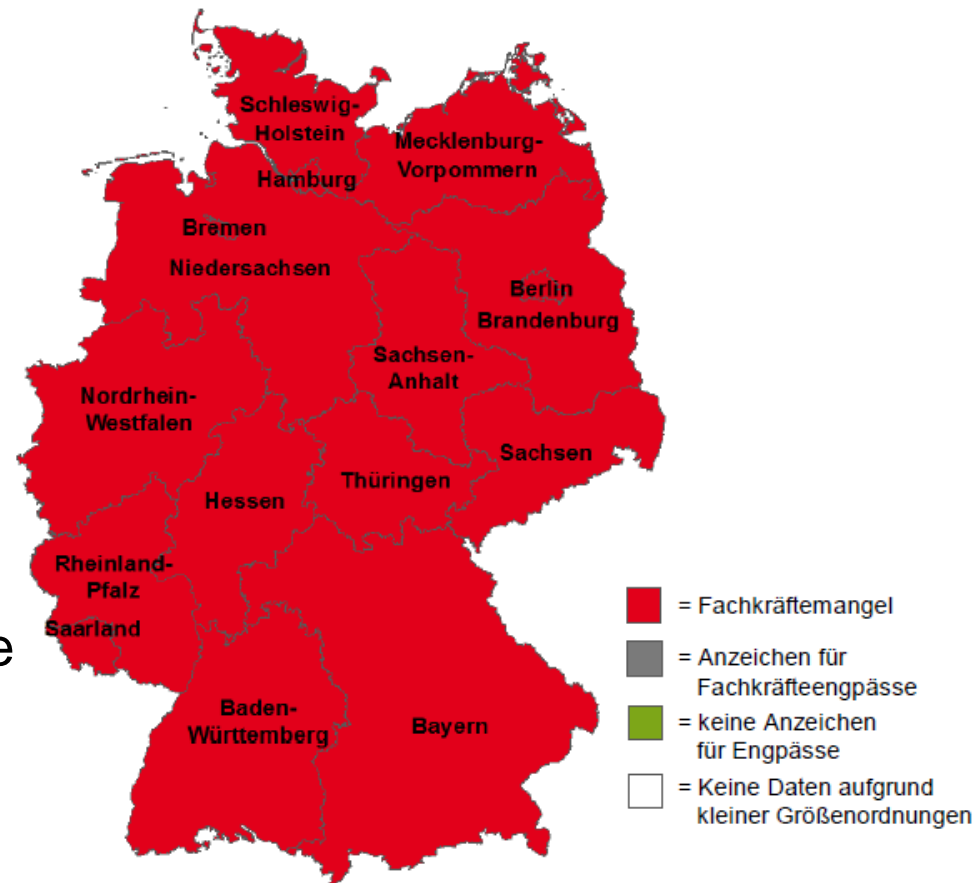 Schleswig-
Holstein
Mecklenburg-
Vorpommern
Hamburg
Bremen
Niedersachsen
Berlin
Brandenburg
Sachsen-
Anhalt
Nordrhein-
Westfalen
Sachsen
Thüringen
Hessen
Rheinland-
Pfalz
Saarland
e
Baden-
Württemberg
Bayern
= Fachkräftemangel
= Anzeichen für
Fachkräfteengpässe
= keine Anzeichen
für Engpässe
= Keine Daten aufgrund
kleiner Größenordnungen